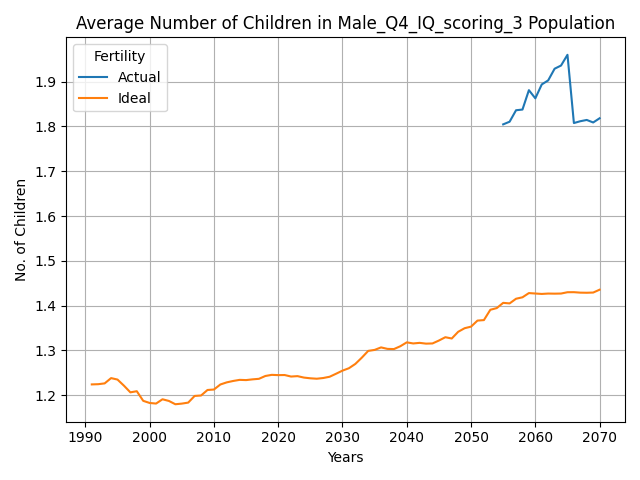 Average Number of Children in Male_Q4_IQ_scoring_3 Population
Fertility
Actual
Ideal
No. of Children
1.9
1.8
1.7
1.6
1.5
1.4
1.3
1.2
1990 2000 2010 2020 2030 2040 2050 2060 2070
Years